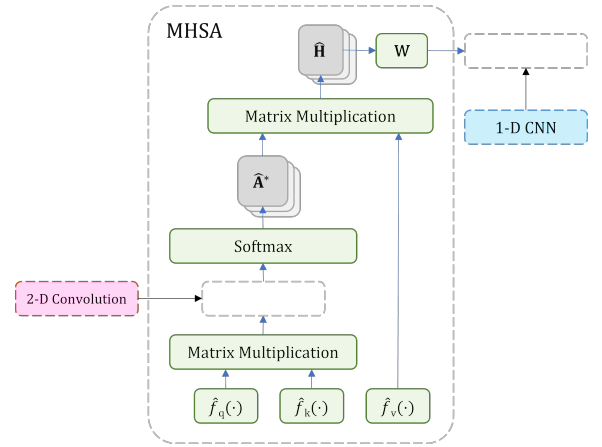 MHSA
Ĥ
W
Matrix Multiplication
1-D CNN
Â*
Softmax
2-D Convolution
Matrix Multiplication
f̂q(·)
f̂k(·)
f̂v(·)